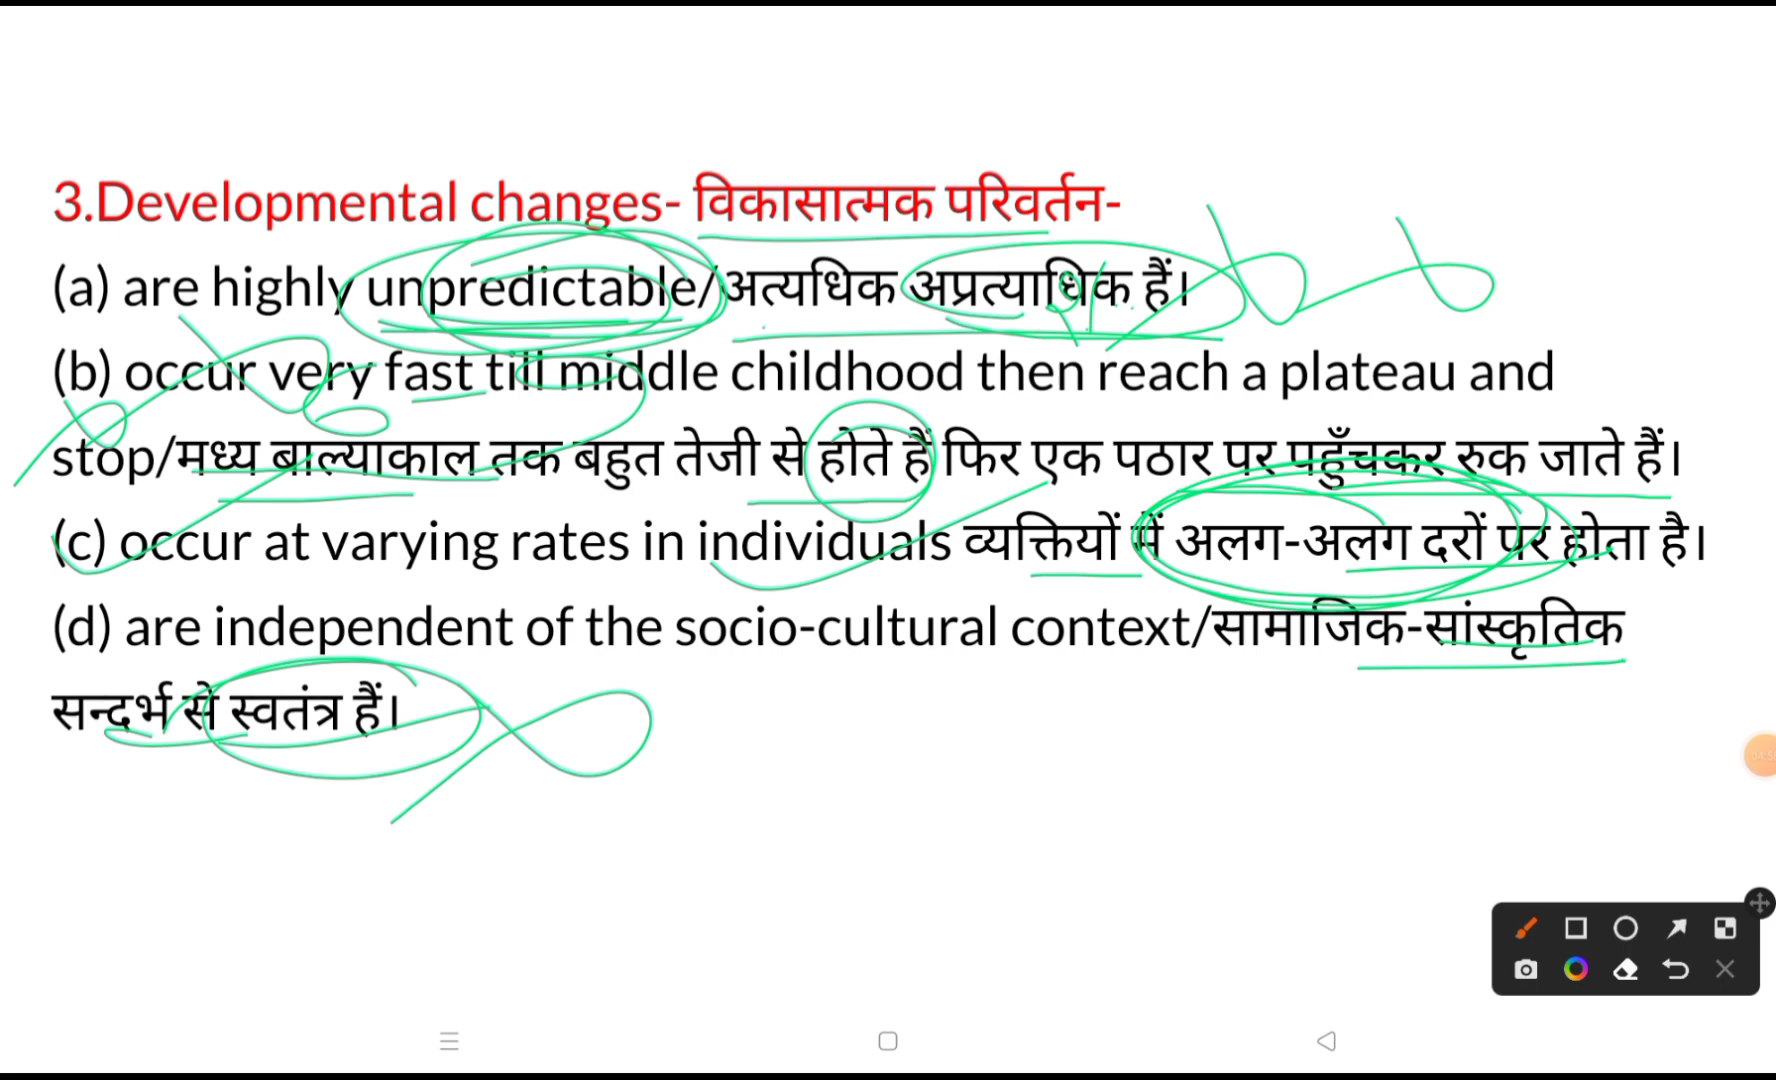 3.Developmental changes- विकासात्मक परिवर्तन-
(a) are highly unpredictable/अत्यधिक अप्रत्याधिक हैं।
(b) occur very fast till middle childhood then reach a plateau and
stop/मध्य बाल्याकाल तक बहुत तेजी से होते हैं फिर एक पठार पर पहुँचकर रुक जाते हैं।
(c) occur at varying rates in individuals व्यक्तियों में अलग-अलग दरों पर होता है।
(d) are independent of the socio-cultural context/सामाजिक-सांस्कृतिक
सन्दर्भ से स्वतंत्र हैं।